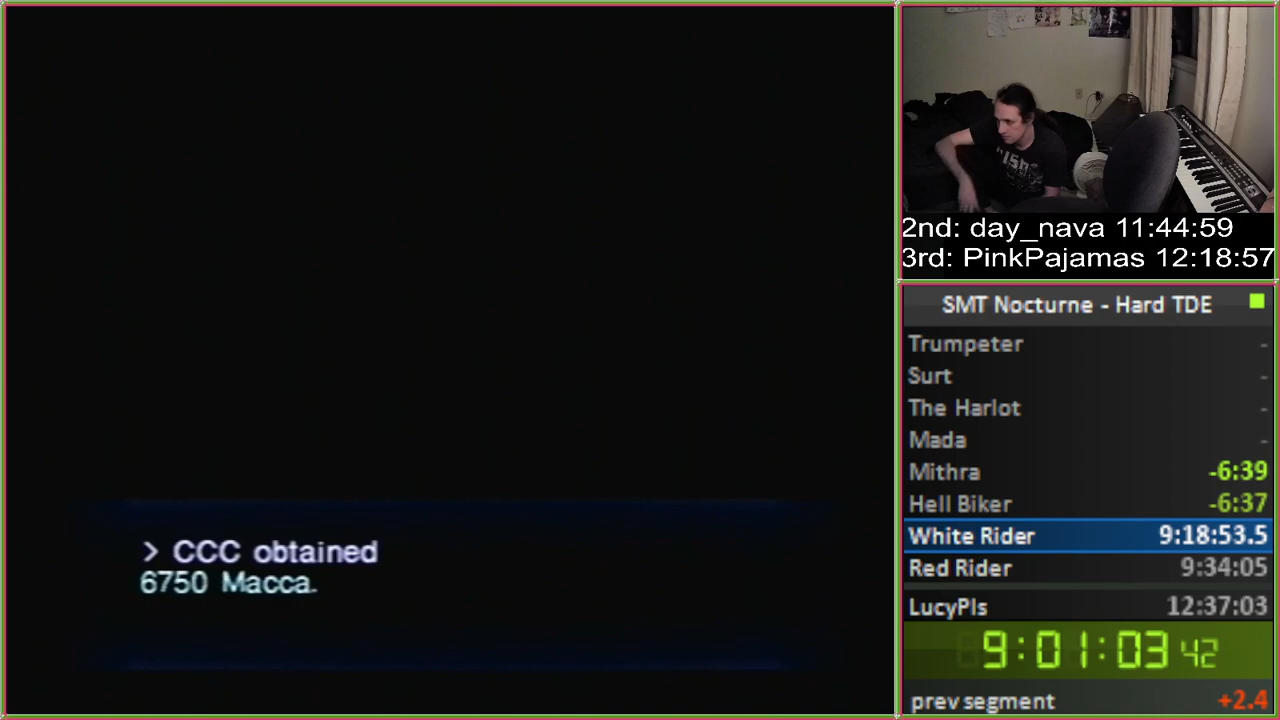 > CCC obtained
6750 Macca.
2nd: day_nava 11:44:59
3rd: PinkPajamas 12:18:57
SMT Nocturne - Hard TDE
Trumpeter -
Surt -
The Harlot -
Mada -
Mithra -6:39
Hell Biker -6:37
White Rider 9:18:53.5
Red Rider 9:34:05
LucyPls 12:37:03
9:01:03 42
prev segment +2.4